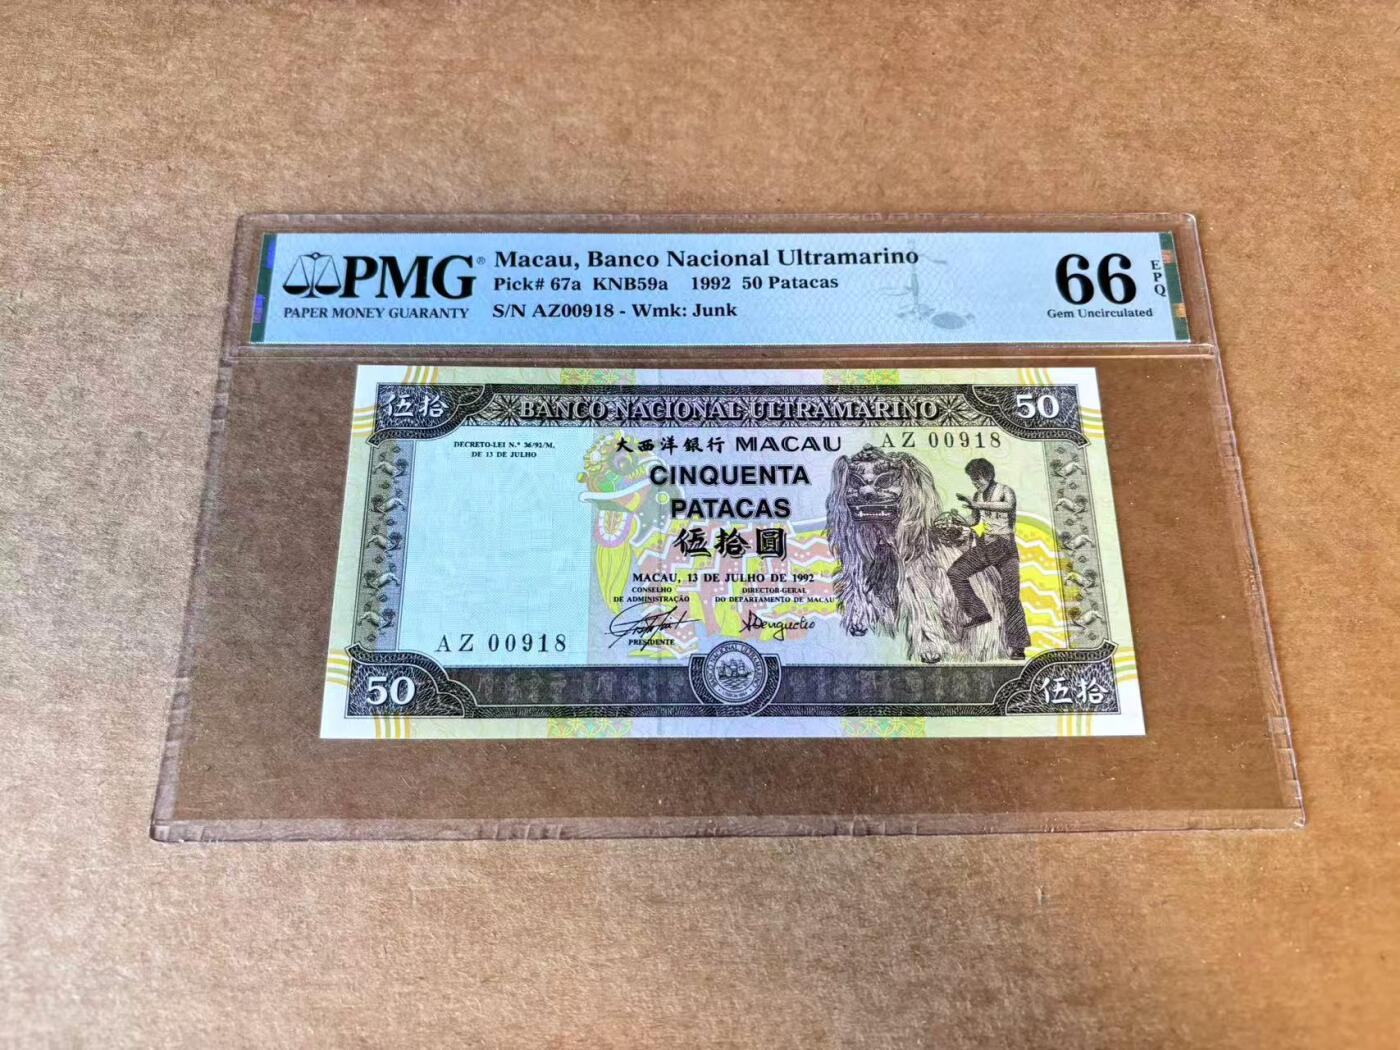 PMG®
PAPER MONEY GUARANTY
Macau, Banco Nacional Ultramarino
Pick# 67a KNB59a 1992 50 Patacas
S/N AZ00918 - Wmk: Junk
66
EPQ
Gem Uncirculated
伍拾
BANCO NACIONAL ULTRAMARINO
50
DECRETO-LEI N.º 36/92/M,
DE 13 DE JULHO
大西洋銀行 MACAU
AZ 00918
CINQUENTA
PATACAS
伍拾圓
MACAU, 13 DE JULHO DE 1992
CONSELHO
DE ADMINISTRAÇÃO
DIRECTOR-GERAL
DO DEPARTAMENTO DE MACAU
PRESIDENTE
AZ 00918
50
伍拾